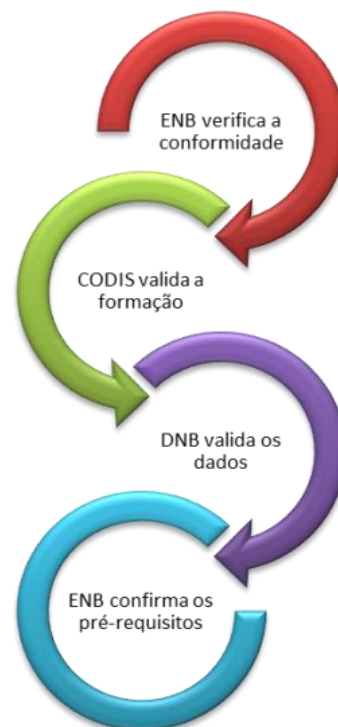 ENB verifica a
conformidade
CODIS valida a
formação
DNB valida os
dados
ENB confirma os
pré-requisitos